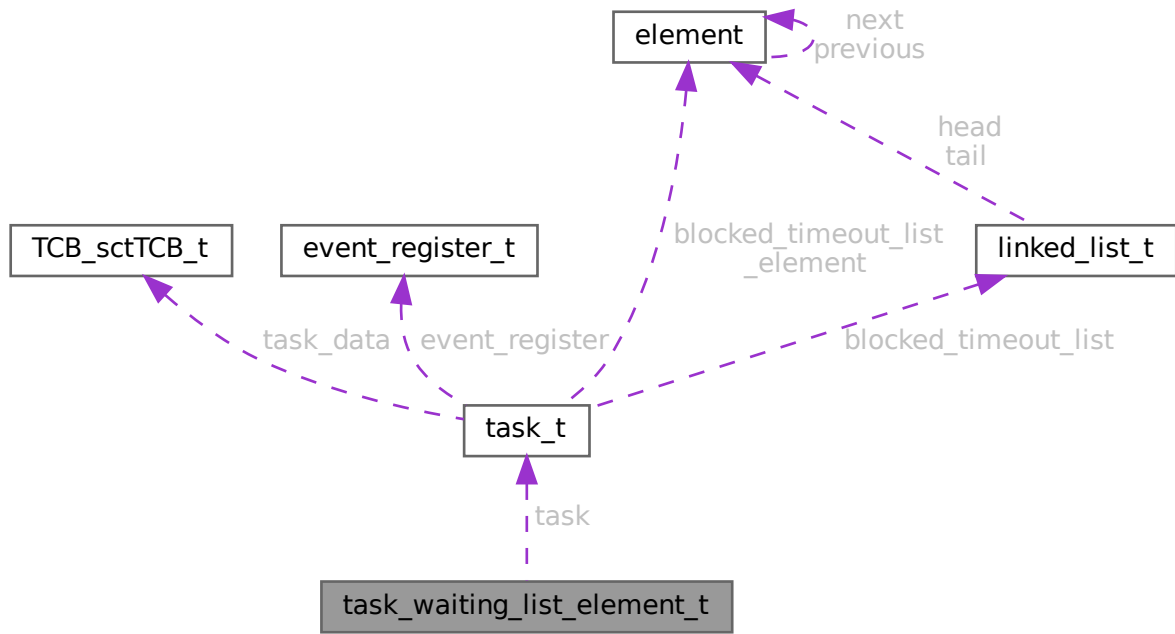 element
next
previous
head
tail
TCB_sctTCB_t
event_register_t
blocked_timeout_list
_element
linked_list_t
task_data
event_register
blocked_timeout_list
task_t
task
task_waiting_list_element_t